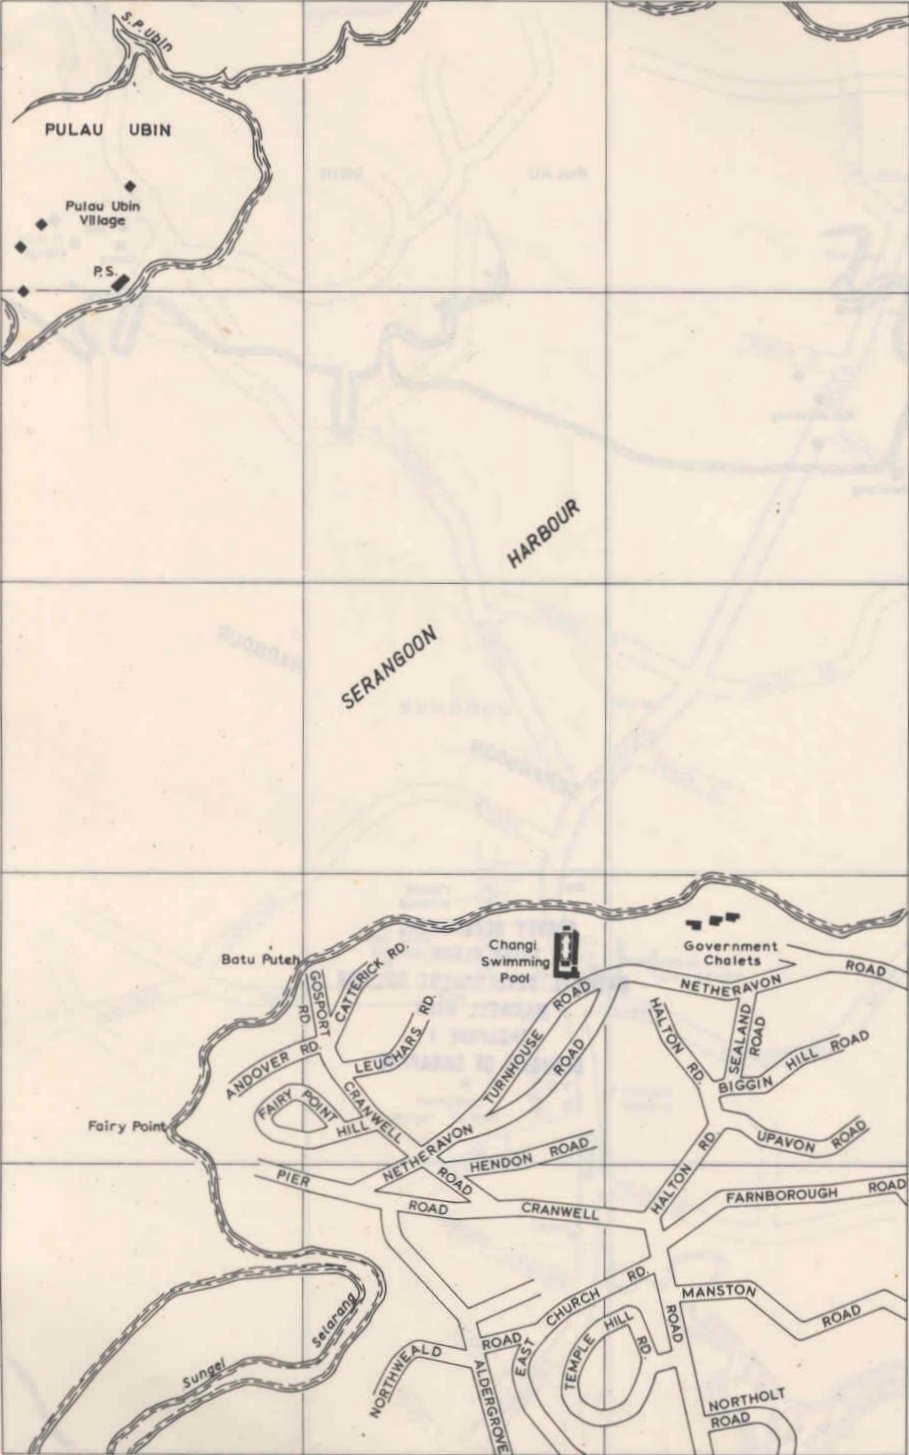 S.P. Ubin
PULAU UBIN
Pulau Ubin
Village
P.S.
HARBOUR
SERANGOON
Batu Puteh
Changi
Swimming
Pool
Government
Chalets
GOSPORT
RD.
CATTERICK RD.
LEUCHARS RD.
ANDOVER RD.
FAIRY POINT
HILL
CRANWELL
ROAD
TURNHOUSE
ROAD
ROAD
NETHERAVON
NETHERAVON
ROAD
HALTON RD.
SEALAND
ROAD
BIGGIN HILL ROAD
Fairy Point
UPAVON ROAD
HENDON ROAD
PIER
ROAD
CRANWELL
HALTON RD.
FARNBOROUGH ROAD
EAST CHURCH RD.
MANSTON
ROAD
ROAD
TEMPLE HILL
RD.
Sungei
Selarang
NORTHWEALD
ROAD
ALDERGROVE
NORTHOLT
ROAD